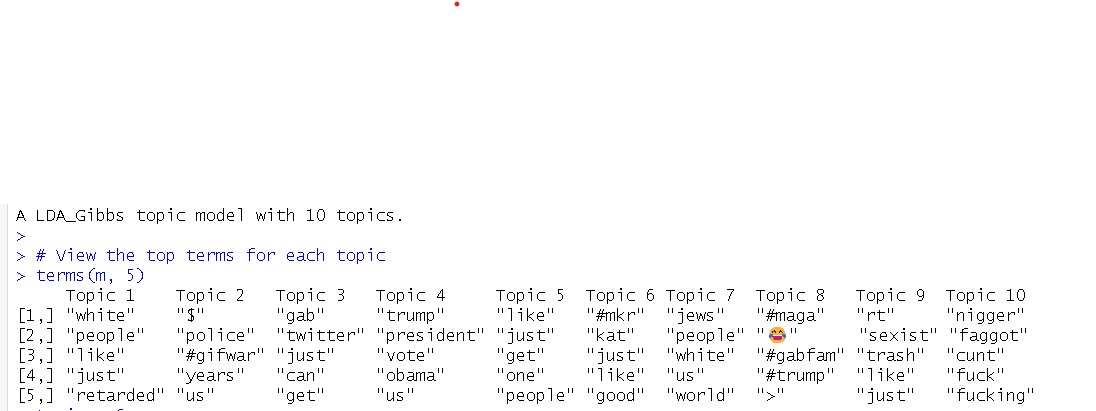 A LDA_Gibbs topic model with 10 topics.
>
> # View the top terms for each topic
> terms(m, 5)
     Topic 1    Topic 2   Topic 3   Topic 4     Topic 5  Topic 6 Topic 7  Topic 8   Topic 9  Topic 10
[1,] "white"    "$"       "gab"     "trump"     "like"   "#mkr"  "jews"   "#maga"   "rt"     "nigger"
[2,] "people"   "police"  "twitter" "president" "just"   "kat"   "people" "😂"      "sexist" "faggot"
[3,] "like"     "#gifwar" "just"    "vote"      "get"    "just"  "white"  "#gabfam" "trash"  "cunt"
[4,] "just"     "years"   "can"     "obama"     "one"    "like"  "us"     "#trump"  "like"   "fuck"
[5,] "retarded" "us"      "get"     "us"        "people" "good"  "world"  ">"       "just"   "fucking"